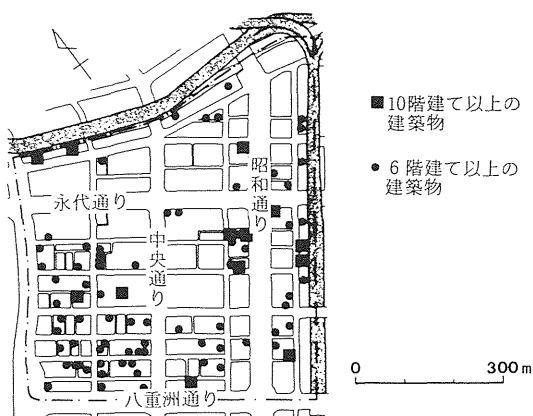 10階建て以上の
建築物
6階建て以上の
建築物
昭和通り
永代通り
中央通り
八重洲通り
0 300m